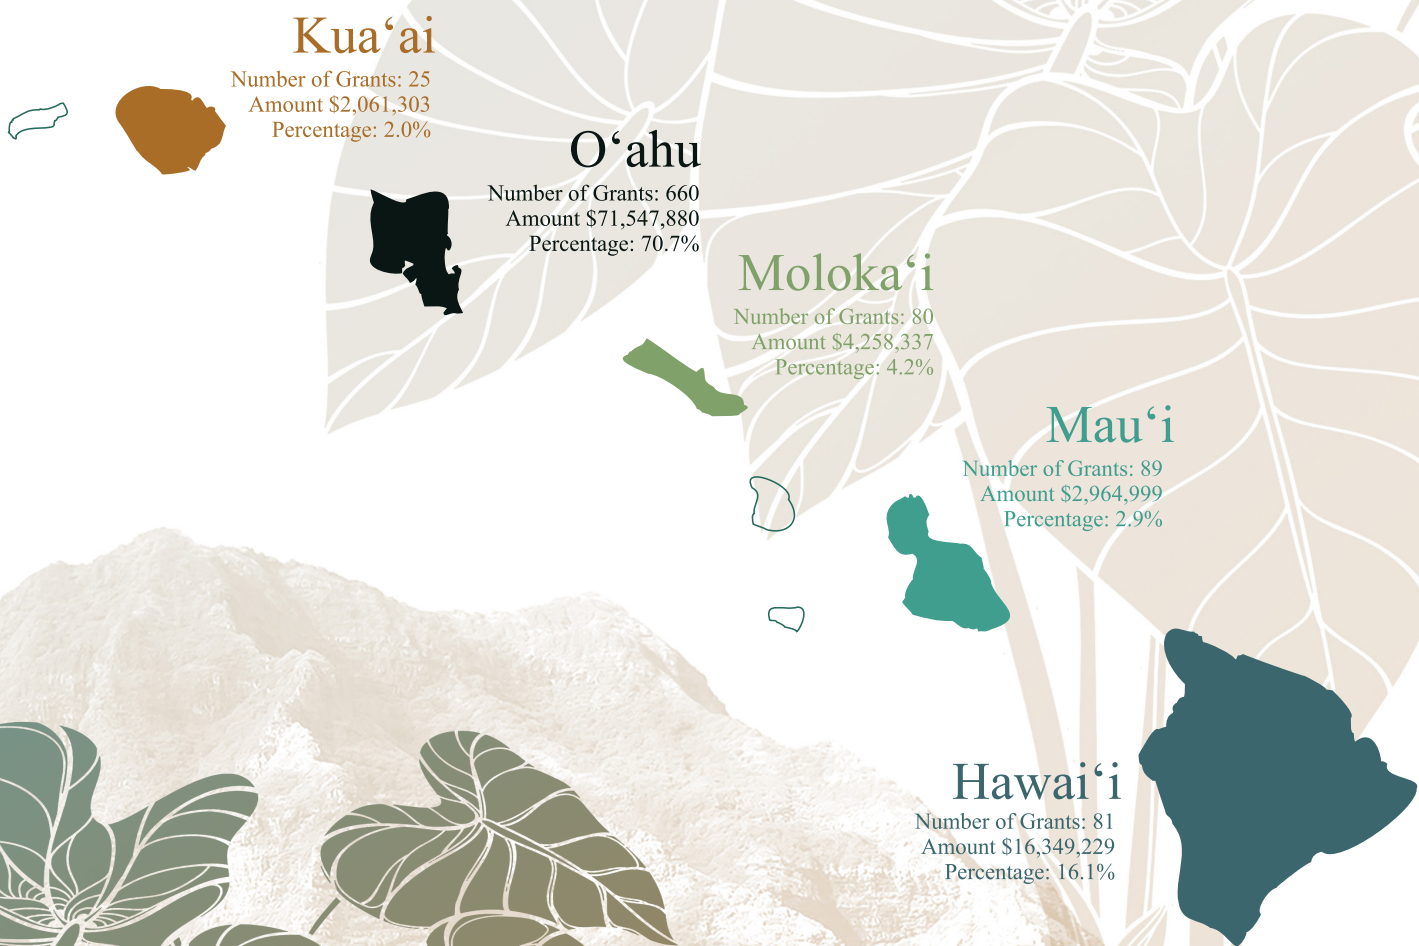 Kuaʻai
Number of Grants: 25
Amount $2,061,303
Percentage: 2.0%
Oʻahu
Number of Grants: 660
Amount $71,547,880
Percentage: 70.7%
Molokaʻi
Number of Grants: 80
Amount $4,258,337
Percentage: 4.2%
Mauʻi
Number of Grants: 89
Amount $2,964,999
Percentage: 2.9%
Hawaiʻi
Number of Grants: 81
Amount $16,349,229
Percentage: 16.1%